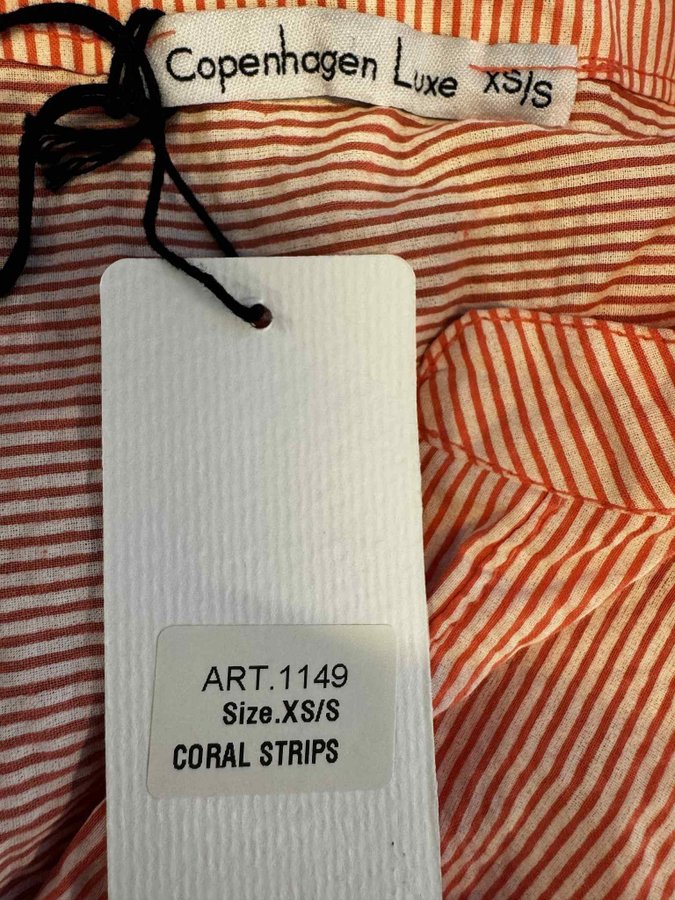 Copenhagen Luxe XS/S
ART.1149
Size.XS/S
CORAL STRIPS